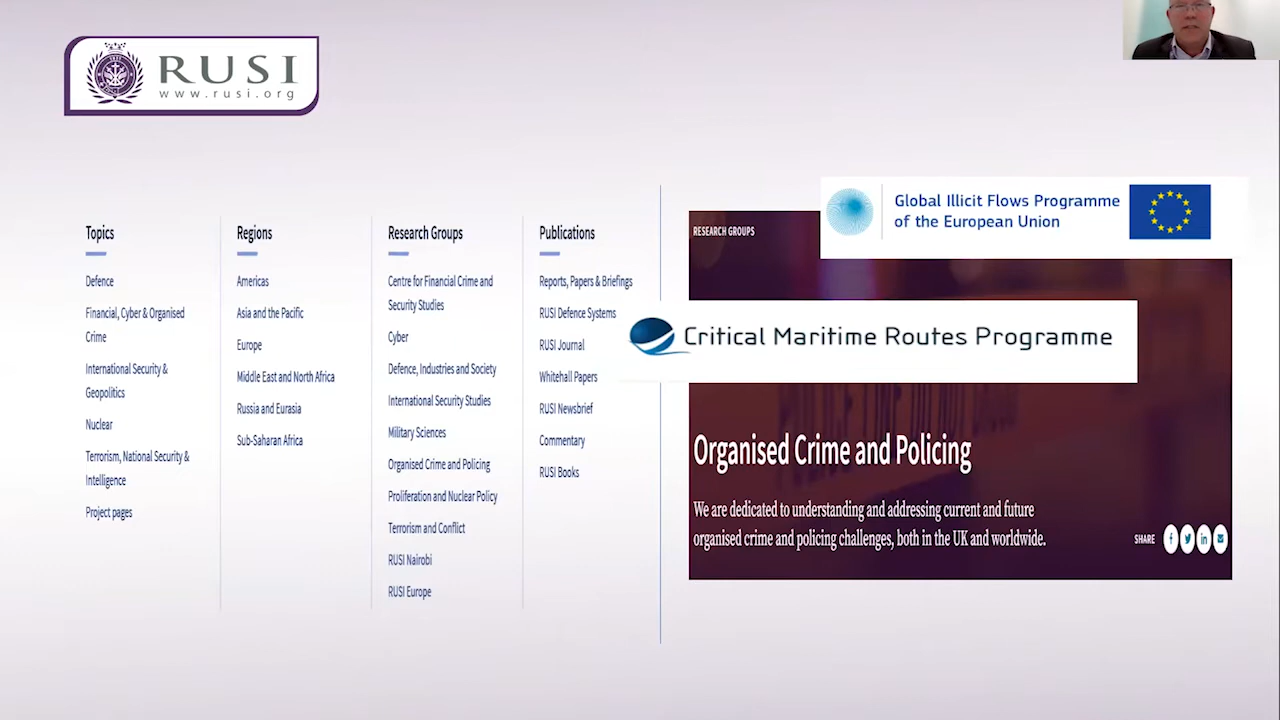 RUSI
www.rusi.org
Topics
Defence
Financial, Cyber & Organised
Crime
International Security &
Geopolitics
Nuclear
Terrorism, National Security &
Intelligence
Project pages
Regions
Americas
Asia and the Pacific
Europe
Middle East and North Africa
Russia and Eurasia
Sub-Saharan Africa
Research Groups
Centre for Financial Crime and
Security Studies
Cyber
Defence, Industries and Society
International Security Studies
Military Sciences
Organised Crime and Policing
Proliferation and Nuclear Policy
Terrorism and Conflict
RUSI Nairobi
RUSI Europe
Publications
Reports, Papers & Briefings
RUSI Defence Systems
RUSI Journal
Whitehall Papers
RUSI Newsbrief
Commentary
RUSI Books
Global Illicit Flows Programme
of the European Union
RESEARCH GROUPS
Critical Maritime Routes Programme
Organised Crime and Policing
We are dedicated to understanding and addressing current and future
organised crime and policing challenges, both in the UK and worldwide.
SHARE